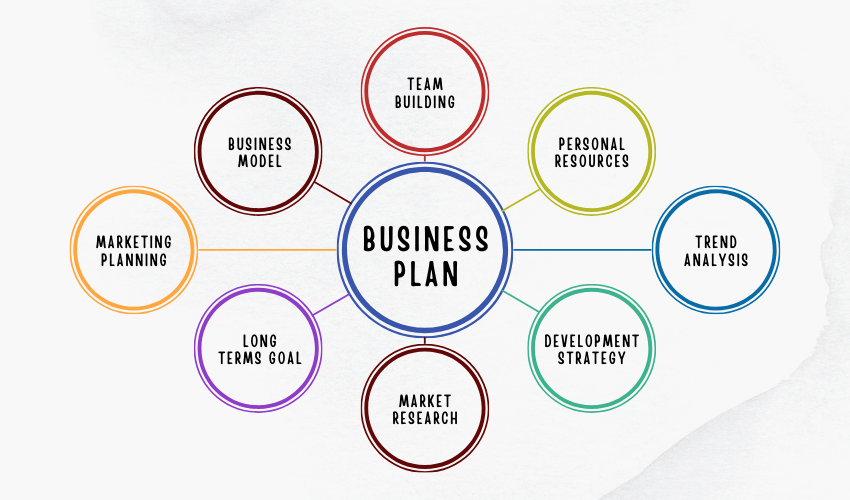 TEAM
BUILDING
BUSINESS
MODEL
PERSONAL
RESOURCES
MARKETING
PLANNING
BUSINESS
PLAN
TREND
ANALYSIS
LONG
TERMS GOAL
DEVELOPMENT
STRATEGY
MARKET
RESEARCH